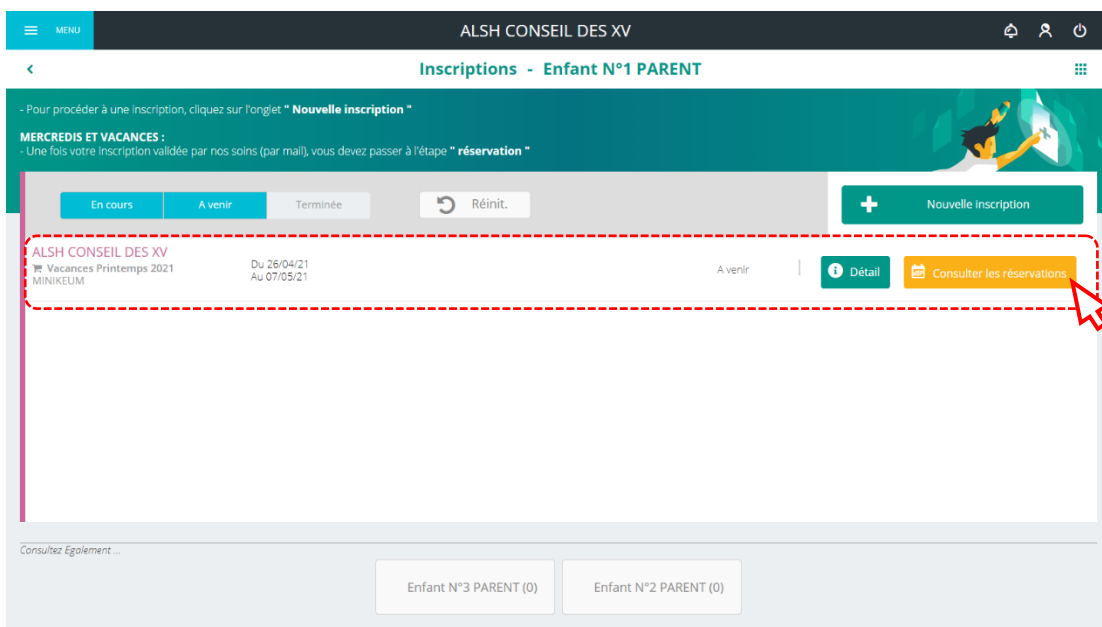 MENU
ALSH CONSEIL DES XV
Inscriptions - Enfant N°1 PARENT
- Pour procéder à une inscription, cliquez sur l'onglet " Nouvelle inscription "
MERCREDIS ET VACANCES :
- Une fois votre inscription validée par nos soins (par mail), vous devez passer à l'étape " réservation "
En cours
A venir
Terminée
Réinit.
Nouvelle inscription
ALSH CONSEIL DES XV
Vacances Printemps 2021
MINIKEUM
Du 26/04/21
Au 07/05/21
A venir
Détail
Consulter les réservations
Consultez Egalement ...
Enfant N°3 PARENT (0)
Enfant N°2 PARENT (0)